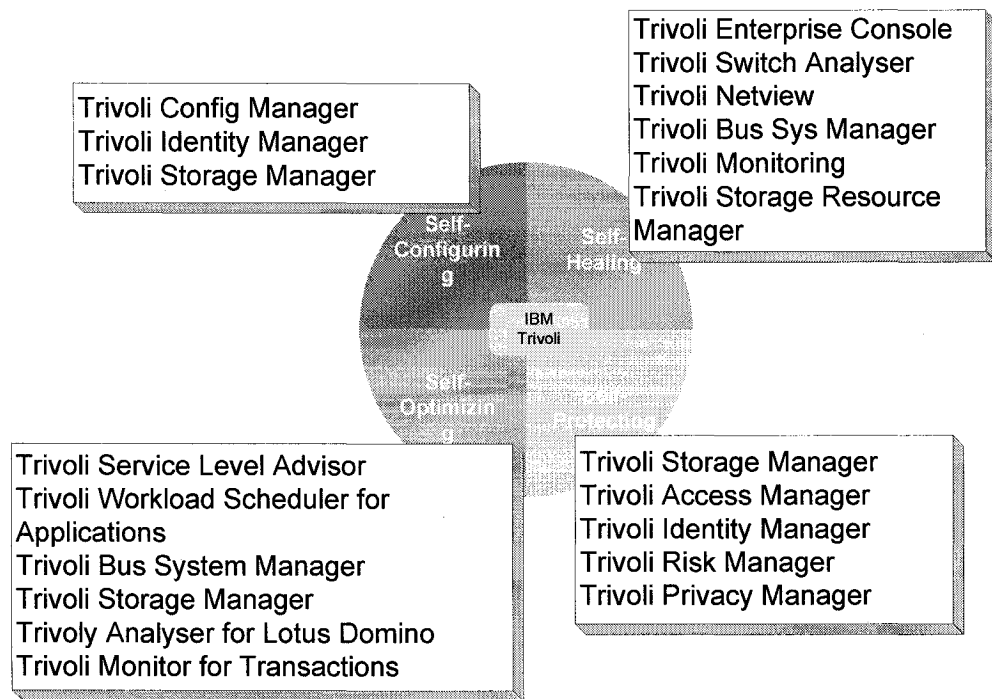 Trivoli Config Manager
Trivoli Identity Manager
Trivoli Storage Manager
Trivoli Enterprise Console
Trivoli Switch Analyser
Trivoli Netview
Trivoli Bus Sys Manager
Trivoli Monitoring
Trivoli Storage Resource
Manager
Self-
Configurin
g
Self-
Healing
IBM
Trivoli
Self-
Optimizin
g
Self-
Protecting
Trivoli Service Level Advisor
Trivoli Workload Scheduler for
Applications
Trivoli Bus System Manager
Trivoli Storage Manager
Trivoly Analyser for Lotus Domino
Trivoli Monitor for Transactions
Trivoli Storage Manager
Trivoli Access Manager
Trivoli Identity Manager
Trivoli Risk Manager
Trivoli Privacy Manager